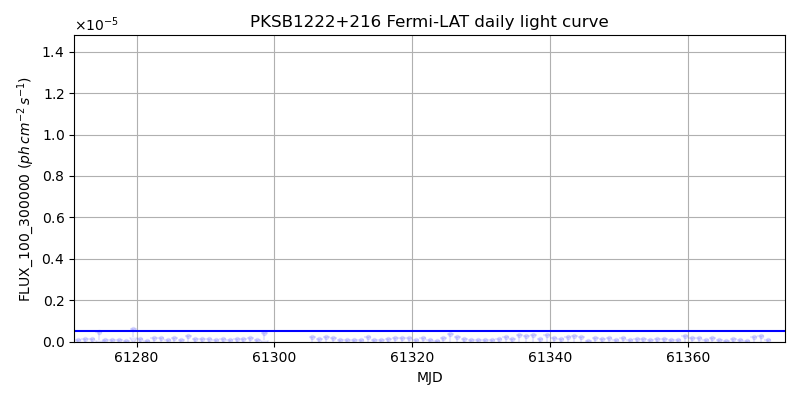 PKSB1222+216 Fermi-LAT daily light curve
×10⁻⁵
1.4
1.2
1.0
0.8
0.6
0.4
0.2
0.0
FLUX_100_300000 (ph cm⁻² s⁻¹)
61280 61300 61320 61340 61360
MJD